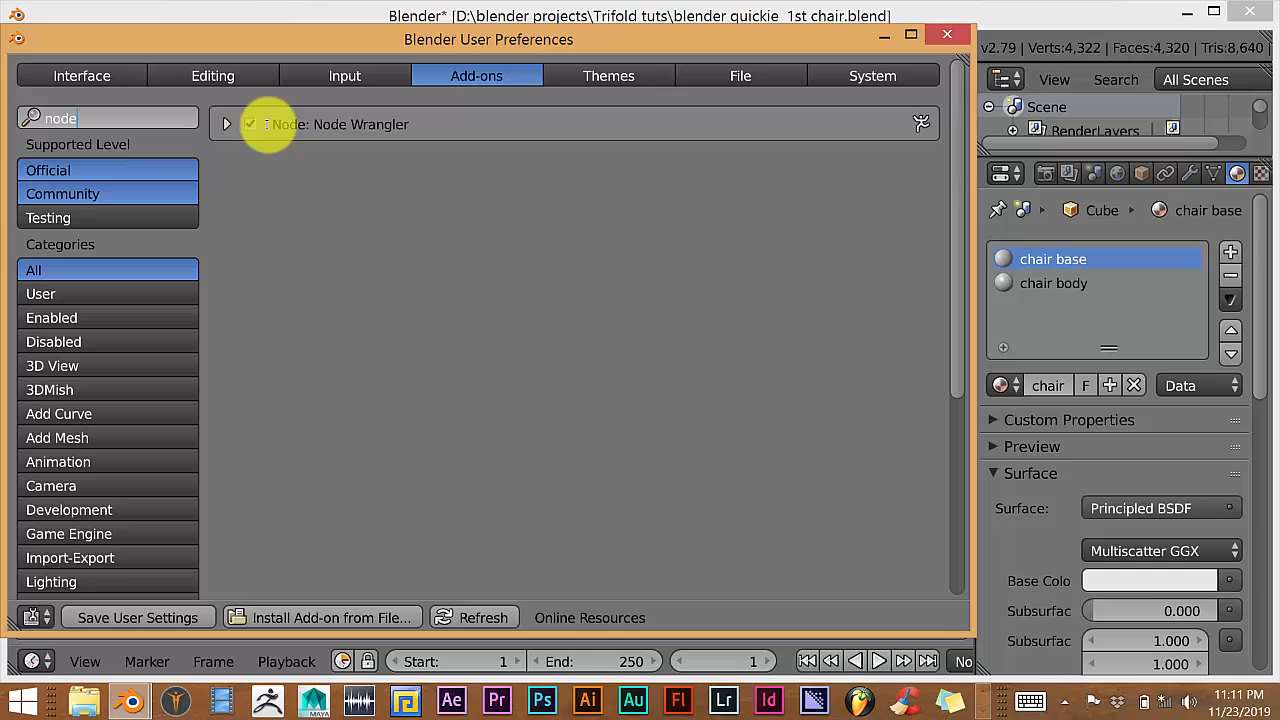 Blender* [D:\blender projects\Trifold tuts\blender quickie_1st chair.blend]
Blender User Preferences
Interface
Editing
Input
Add-ons
Themes
File
System
node
Node: Node Wrangler
Supported Level
Official
Community
Testing
Categories
All
User
Enabled
Disabled
3D View
3DMish
Add Curve
Add Mesh
Animation
Camera
Development
Game Engine
Import-Export
Lighting
Save User Settings
Install Add-on from File...
Refresh
Online Resources
v2.79 | Verts:4,322 | Faces:4,320 | Tris:8,640 |
View
Search
All Scenes
Scene
RenderLayers
Cube
chair base
chair base
chair body
chair
F
Data
Custom Properties
Preview
Surface
Surface:
Principled BSDF
Multiscatter GGX
Base Colo
Subsurfac
0.000
Subsurfac
1.000
1.000
View
Marker
Frame
Playback
Start:
1
End:
250
1
No
MAYA
Ae
Pr
Ps
Ai
Au
Fl
Lr
Id
11:11 PM
11/23/2019